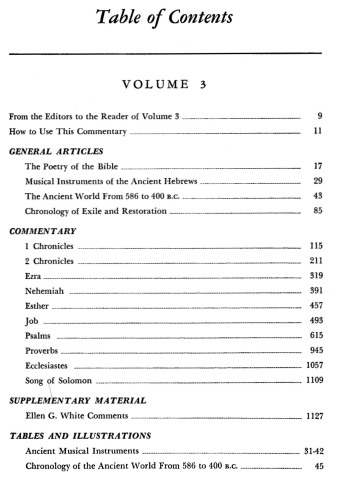 Table of Contents
VOLUME 3
From the Editors to the Reader of Volume 3 9
How to Use This Commentary 11
GENERAL ARTICLES
The Poetry of the Bible 17
Musical Instruments of the Ancient Hebrews 29
The Ancient World From 586 to 400 B.C. 43
Chronology of Exile and Restoration 85
COMMENTARY
1 Chronicles 115
2 Chronicles 211
Ezra 319
Nehemiah 391
Esther 457
Job 493
Psalms 615
Proverbs 945
Ecclesiastes 1057
Song of Solomon 1109
SUPPLEMENTARY MATERIAL
Ellen G. White Comments 1127
TABLES AND ILLUSTRATIONS
Ancient Musical Instruments 31-42
Chronology of the Ancient World From 586 to 400 B.C. 45